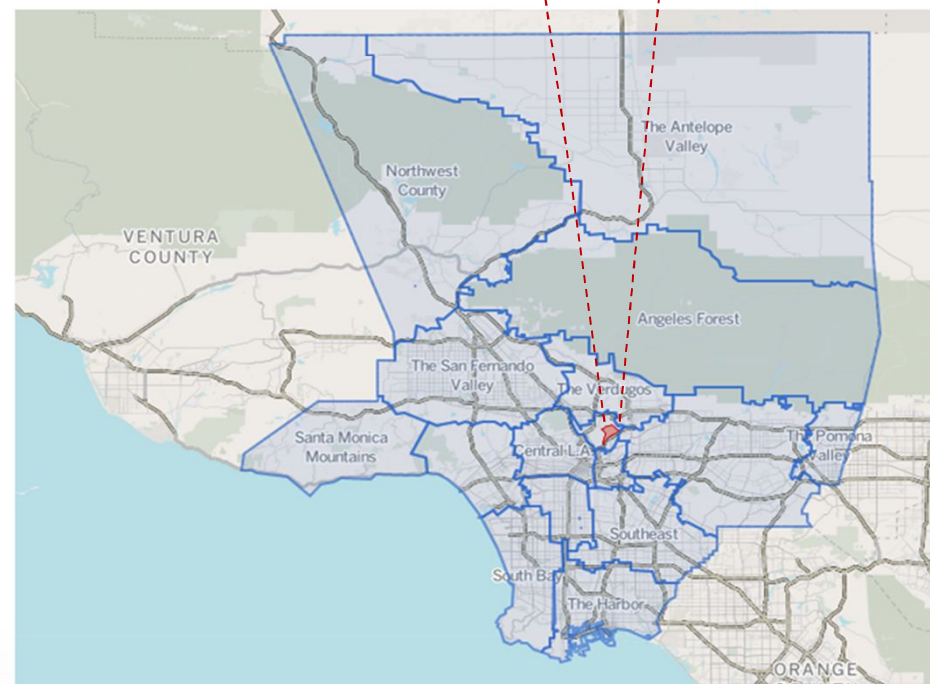 The Antelope
Valley
Northwest
County
VENTURA
COUNTY
Angeles Forest
The San Fernando
Valley
The Verdugos
Santa Monica
Mountains
Central L.A.
The Pomona
Valley
Southeast
South Bay
The Harbor
ORANGE